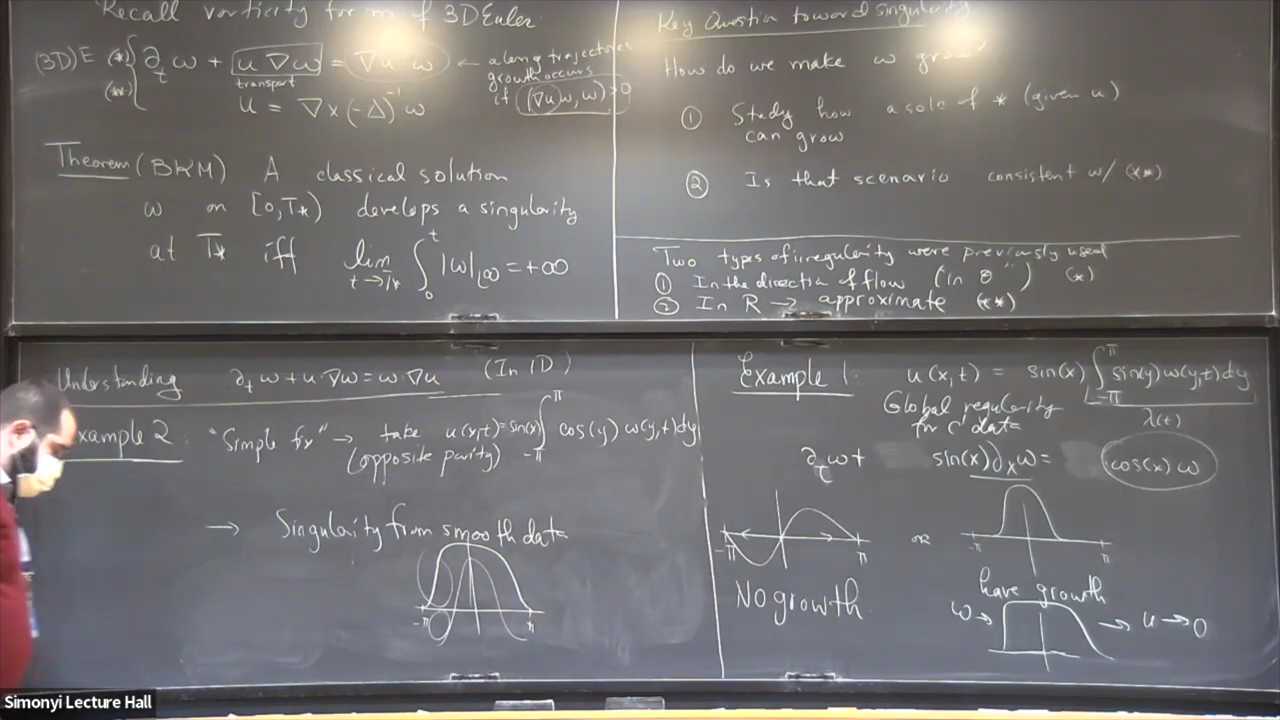 Recall vorticity form of 3D Euler
(3D)E (*) ∂_t ω + u ∇ω = ∇u ω ← along trajectories
transport growth occurs
(**) u = ∇×(-Δ)^{-1} ω if ((∇u)ω, ω) > 0
Theorem (BKM) A classical solution
ω on [0,T*) develops a singularity
at T* iff lim_{t→T*} ∫_0^t |ω|_{L∞} = +∞
Key Question toward singularity
How do we make ω grow?
① Study how a soln of * (given u)
can grow
② Is that scenario consistent w/ (**)
Two types of irregularity were previously used
① In the direction of flow (in θ") (*)
② In R → approximate (**)
Understanding ∂_t ω + u·∇ω = ω·∇u (In 1D)
Example 2 "Simple fix" → take u(x,t) = sin(x) ∫_{-π}^{π} cos(y) ω(y,t) dy
(opposite parity)
→ Singularity from smooth data
-π π
Example 1. u(x,t) = sin(x) ∫_{-π}^{π} sin(y) ω(y,t) dy
λ(t)
Global regularity
for C' data
∂_t ω + sin(x) ∂_x ω = cos(x) ω
-π π or -π π
No growth
have growth
ω → → u → 0
Simonyi Lecture Hall